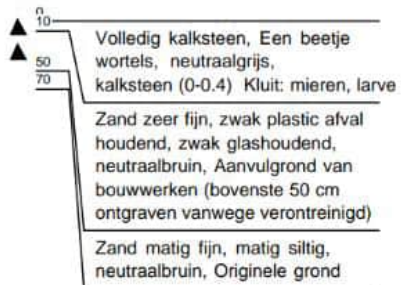 0
10
Volledig kalksteen, Een beetje
wortels, neutraalgrijs,
kalksteen (0-0.4) Kluit: mieren, larve
50
70
Zand zeer fijn, zwak plastic afval
houdend, zwak glashoudend,
neutraalbruin, Aanvulgrond van
bouwwerken (bovenste 50 cm
ontgraven vanwege verontreinigd)
Zand matig fijn, matig siltig,
neutraalbruin, Originele grond